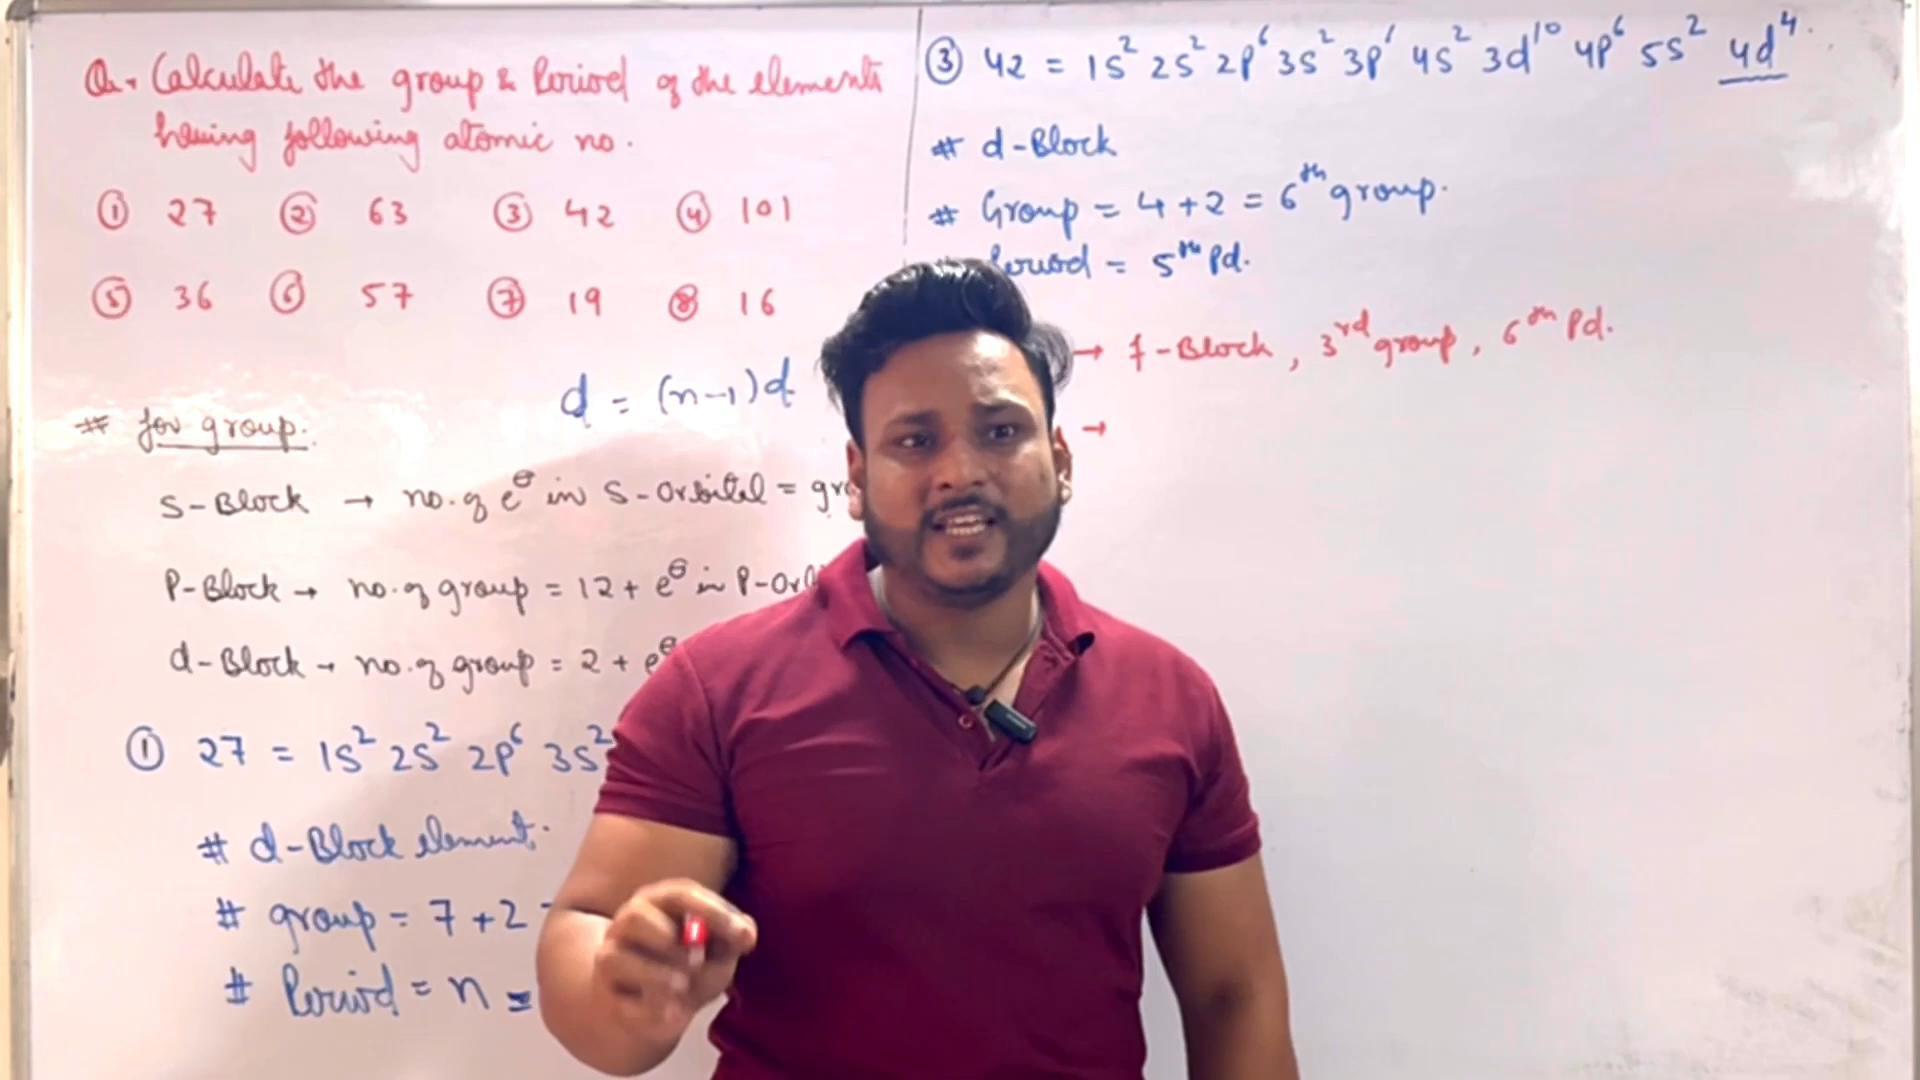 Q. Calculate the group & Period of the elements
having following atomic no.
① 27 ② 63 ③ 42 ④ 101
⑤ 36 ⑥ 57 ⑦ 19 ⑧ 16
d = (n-1)d
# for group.
S-Block → no. of e⊖ in S-Orbital =
P-Block → no. of group = 12 + e⊖ in P-
d-Block → no. of group = 2 + e⊖
① 27 = 1s² 2s² 2p⁶ 3s²
# d-Block element.
# group = 7+2
# Period = n =
③ 42 = 1s² 2s² 2p⁶ 3s² 3p⁶ 4s² 3d¹⁰ 4p⁶ 5s² 4d⁴.
# d-Block
# Group = 4+2 = 6th group.
Period = 5th Pd.
→ f-Block, 3rd group, 6th Pd.
→